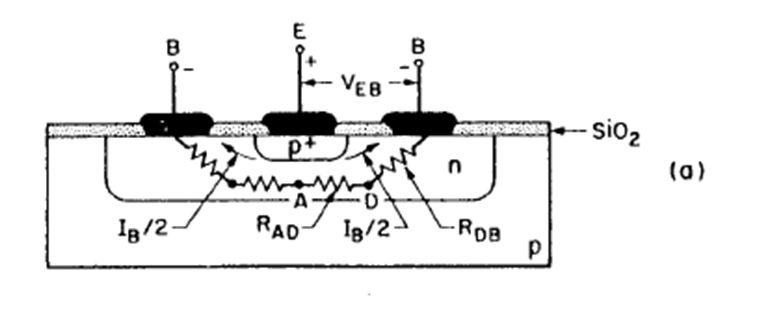 E
B
B
+
-
-
V_EB
SiO₂
p+
n
(a)
A
D
I_B/2
R_AD
I_B/2
R_DB
p